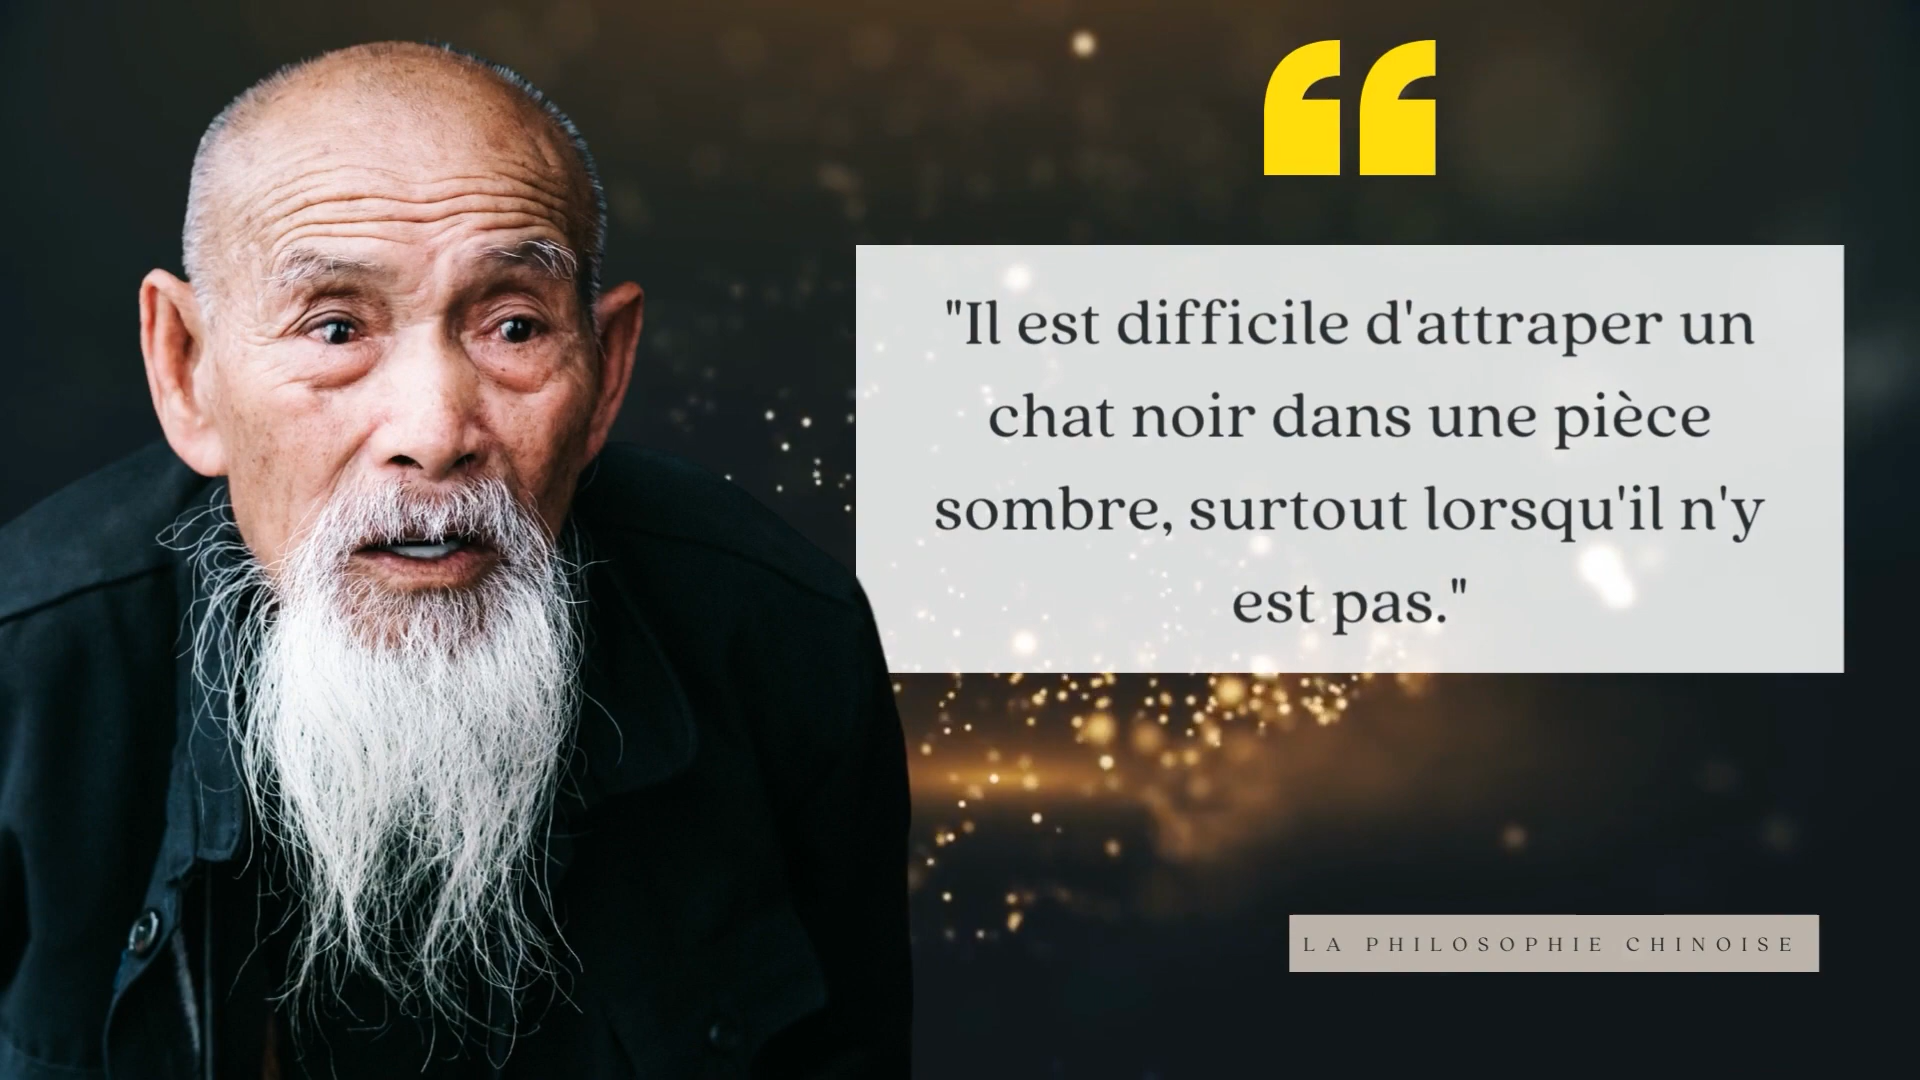 "Il est difficile d'attraper un
chat noir dans une pièce
sombre, surtout lorsqu'il n'y
est pas."
LA PHILOSOPHIE CHINOISE